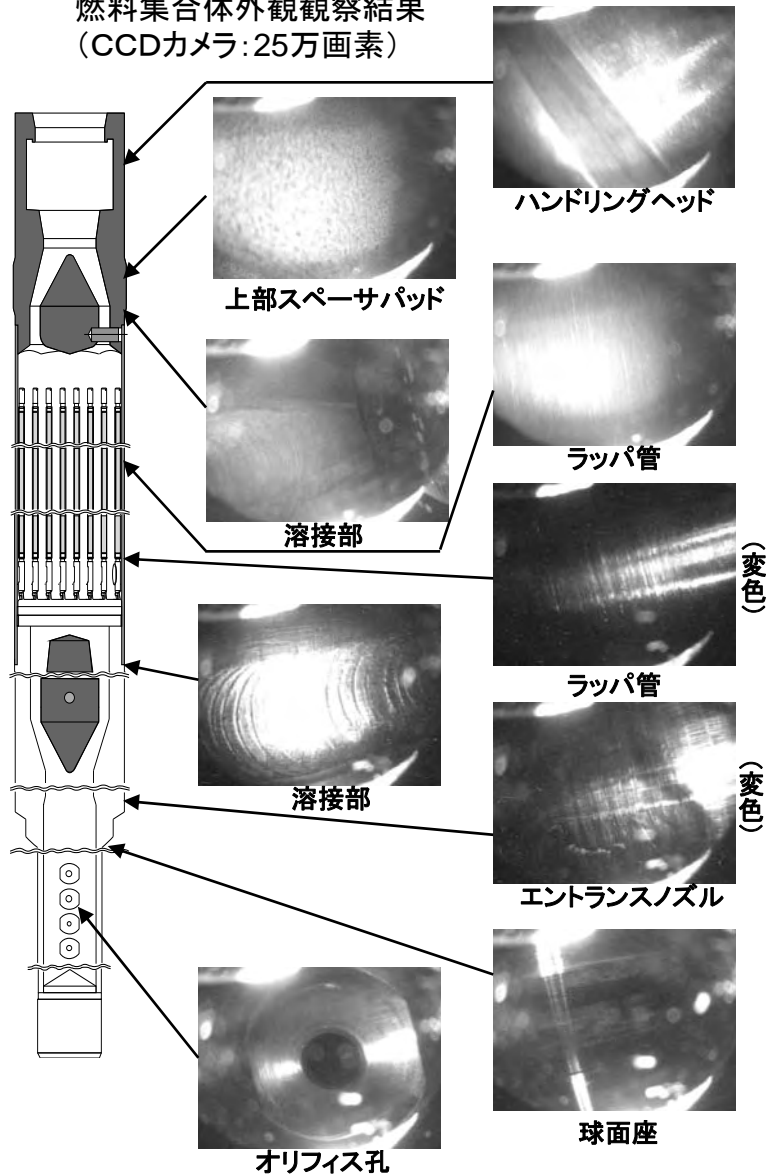 燃料集合体外観観察結果
（CCDカメラ：25万画素）
ハンドリングヘッド
上部スペーサパッド
ラッパ管
溶接部
（変色）
ラッパ管
溶接部
（変色）
エントランスノズル
球面座
オリフィス孔